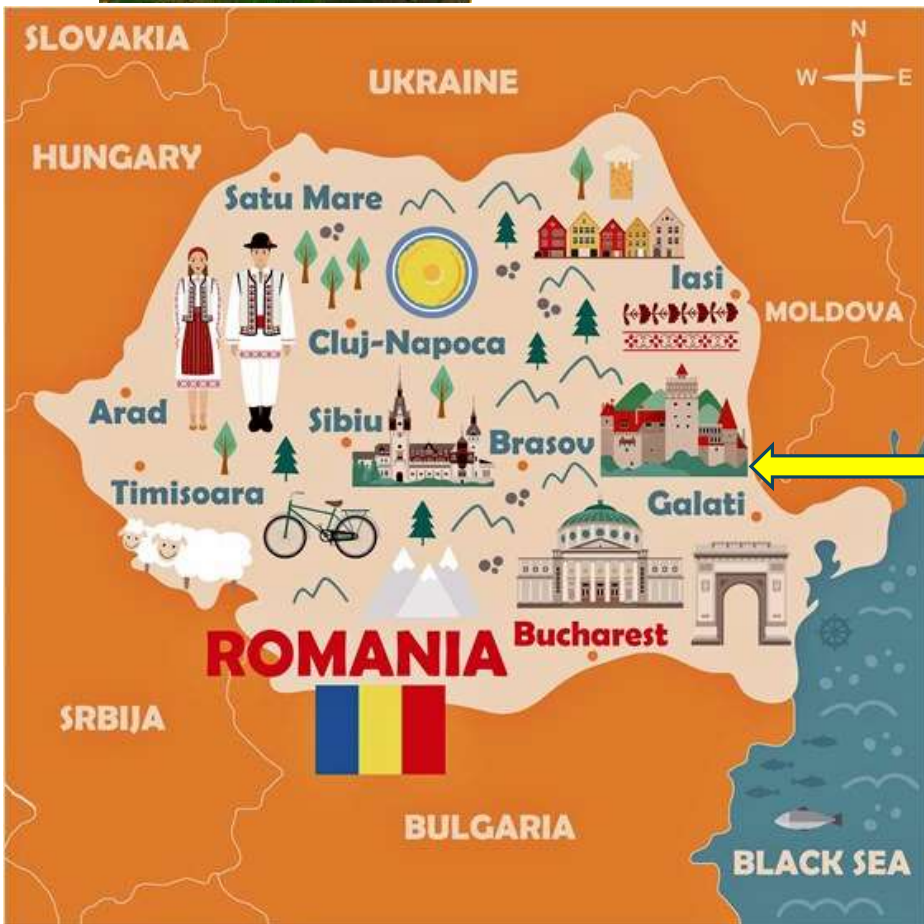 SLOVAKIA
UKRAINE
N
W E
S
HUNGARY
Satu Mare
Iasi
MOLDOVA
Cluj-Napoca
Arad
Sibiu
Brasov
Timisoara
Galati
ROMANIA
Bucharest
SRBIJA
BULGARIA
BLACK SEA